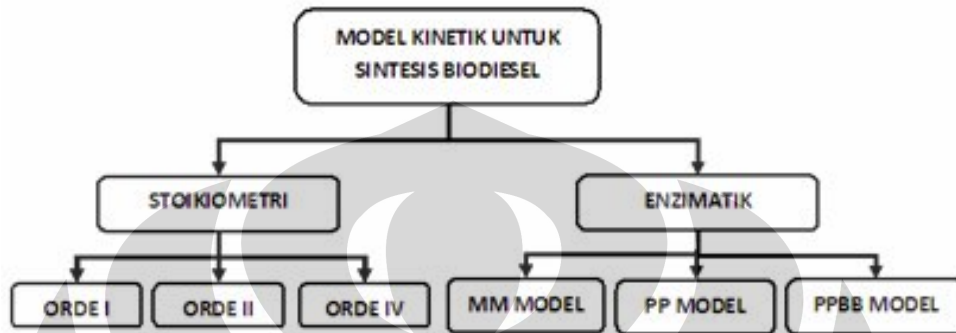 MODEL KINETIK UNTUK
SINTESIS BIODIESEL
STOIKIOMETRI
ENZIMATIK
ORDE I
ORDE II
ORDE IV
MM MODEL
PP MODEL
PPBB MODEL